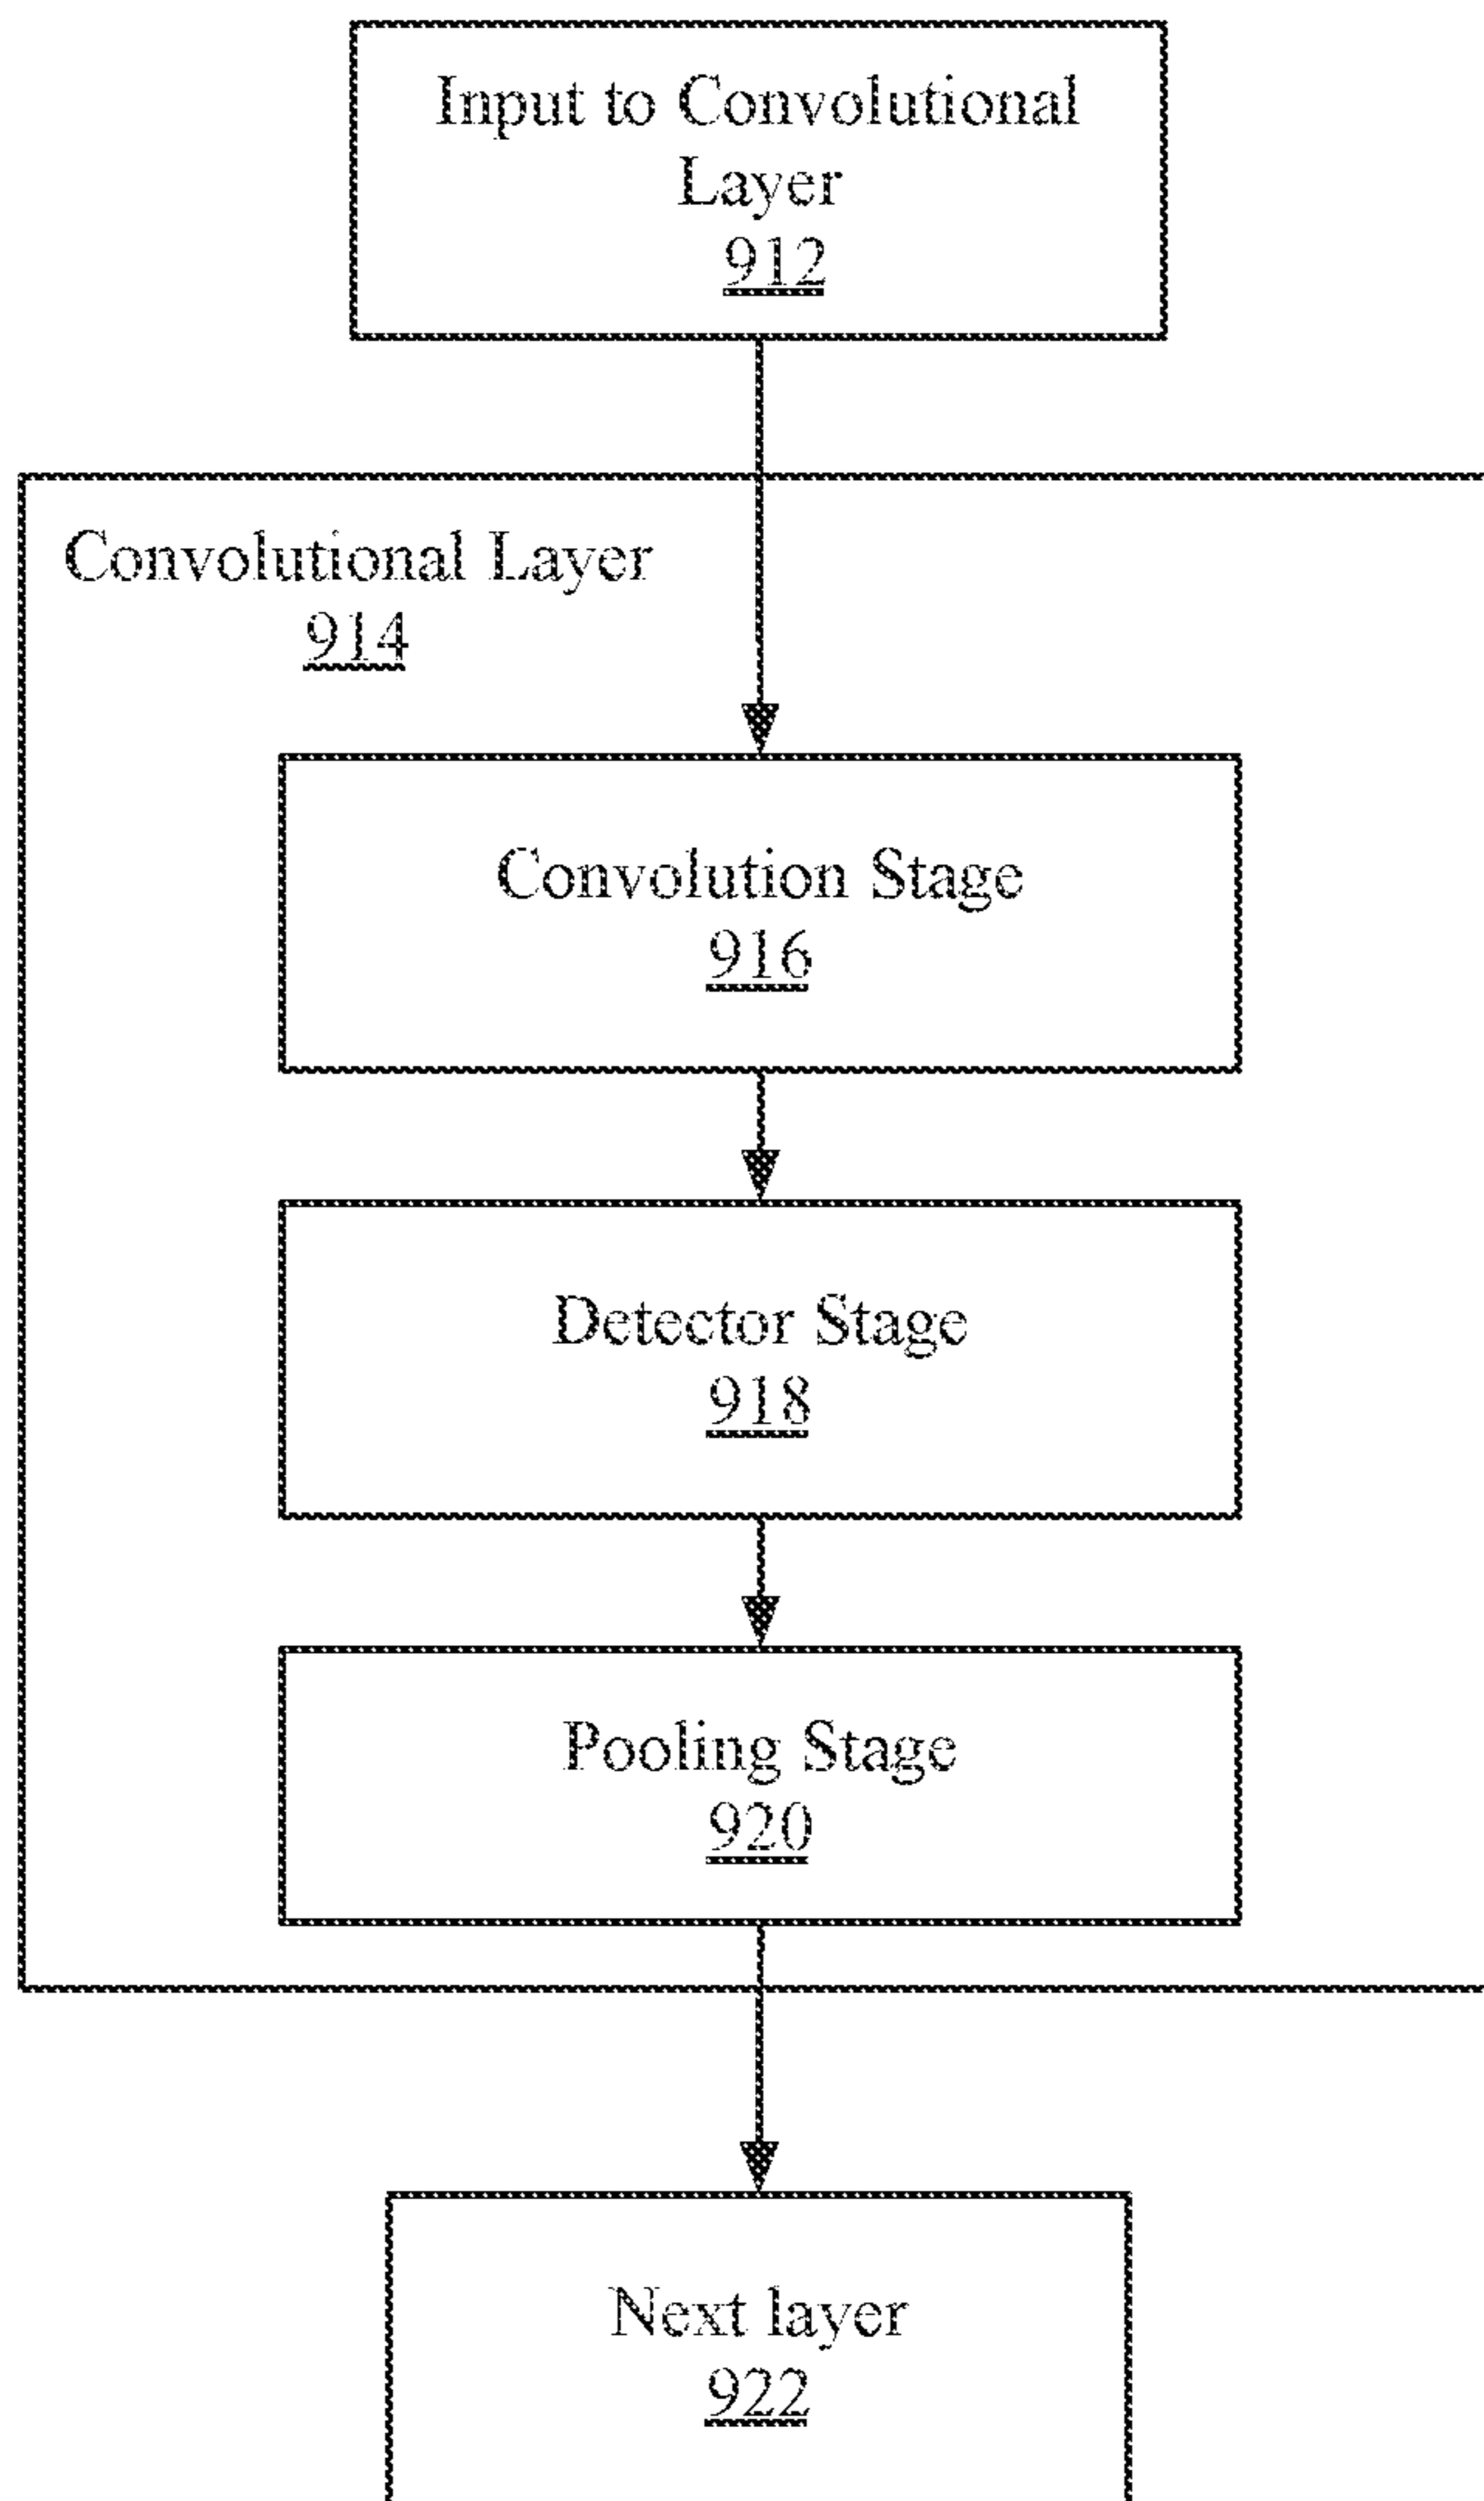 Input to Convolutional
Layer
912
Convolutional Layer
914
Convolution Stage
916
Detector Stage
918
Pooling Stage
920
Next layer
922